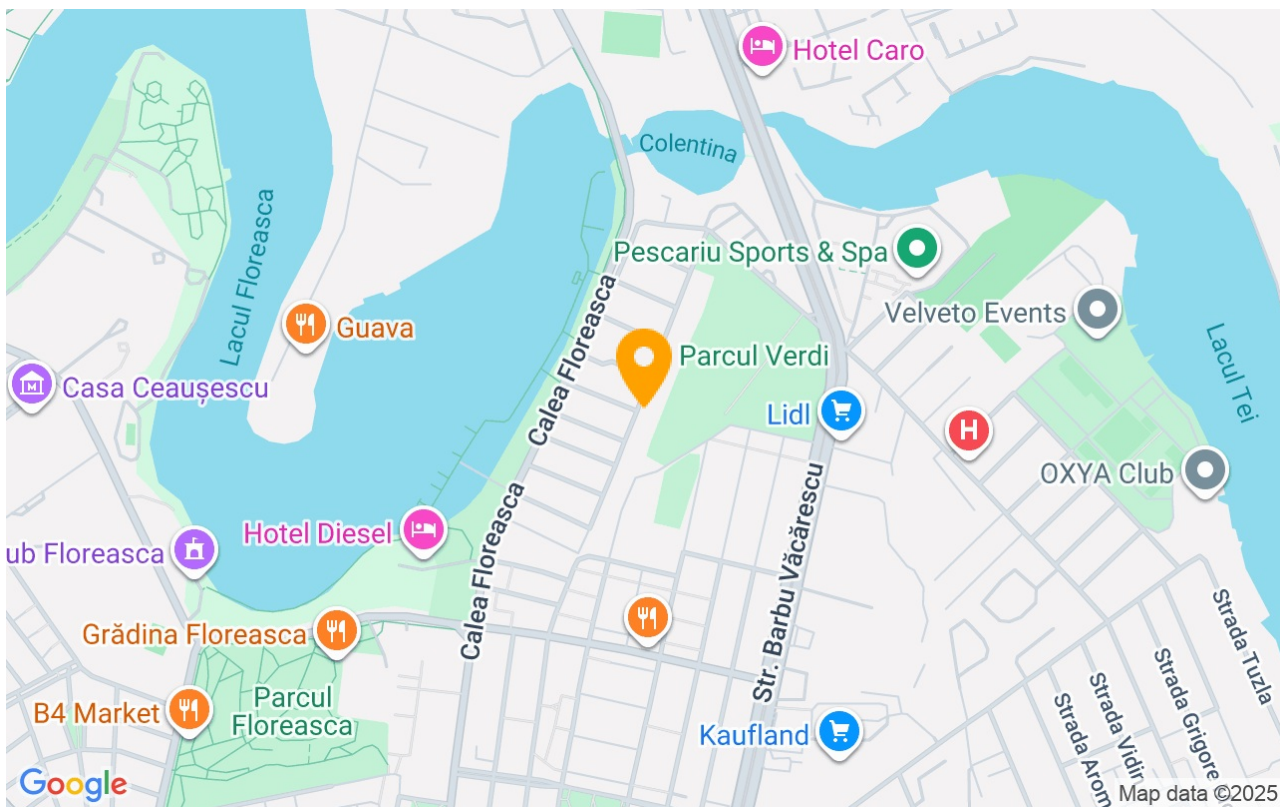 Hotel Caro
Colentina
Lacul Floreasca
Pescariu Sports & Spa
Calea Floreasca
Velveto Events
Guava
Parcul Verdi
Lacul Tei
Casa Ceaușescu
Lidl
H
OXYA Club
Calea Floreasca
Str. Barbu Văcărescu
Hotel Diesel
ub Floreasca
Grădina Floreasca
Strada Tuzla
Strada Grigore
Strada Vidir
Strada Aron
Parcul
Floreasca
B4 Market
Kaufland
Google
Map data ©2025